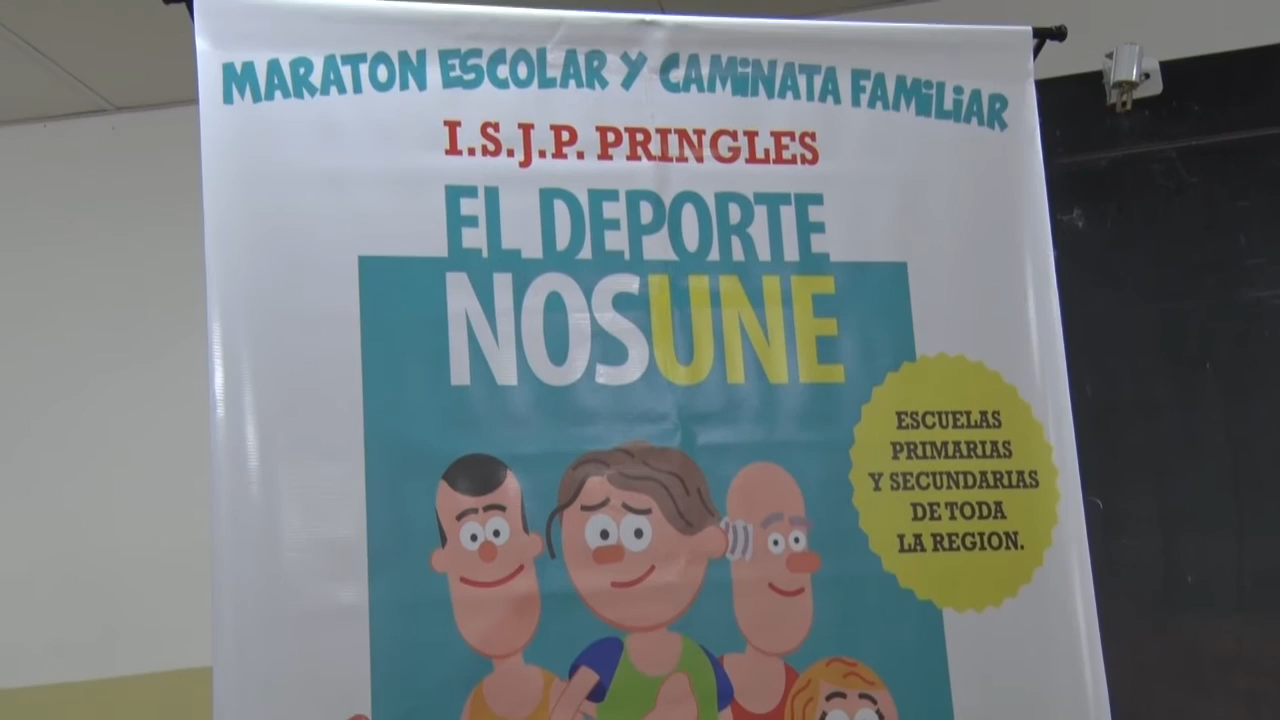 MARATON ESCOLAR Y CAMiNATA FAMiLiAR
I.S.J.P. PRINGLES
EL DEPORTE
NOSUNE
ESCUELAS
PRIMARIAS
Y SECUNDARIAS
DE TODA
LA REGION.